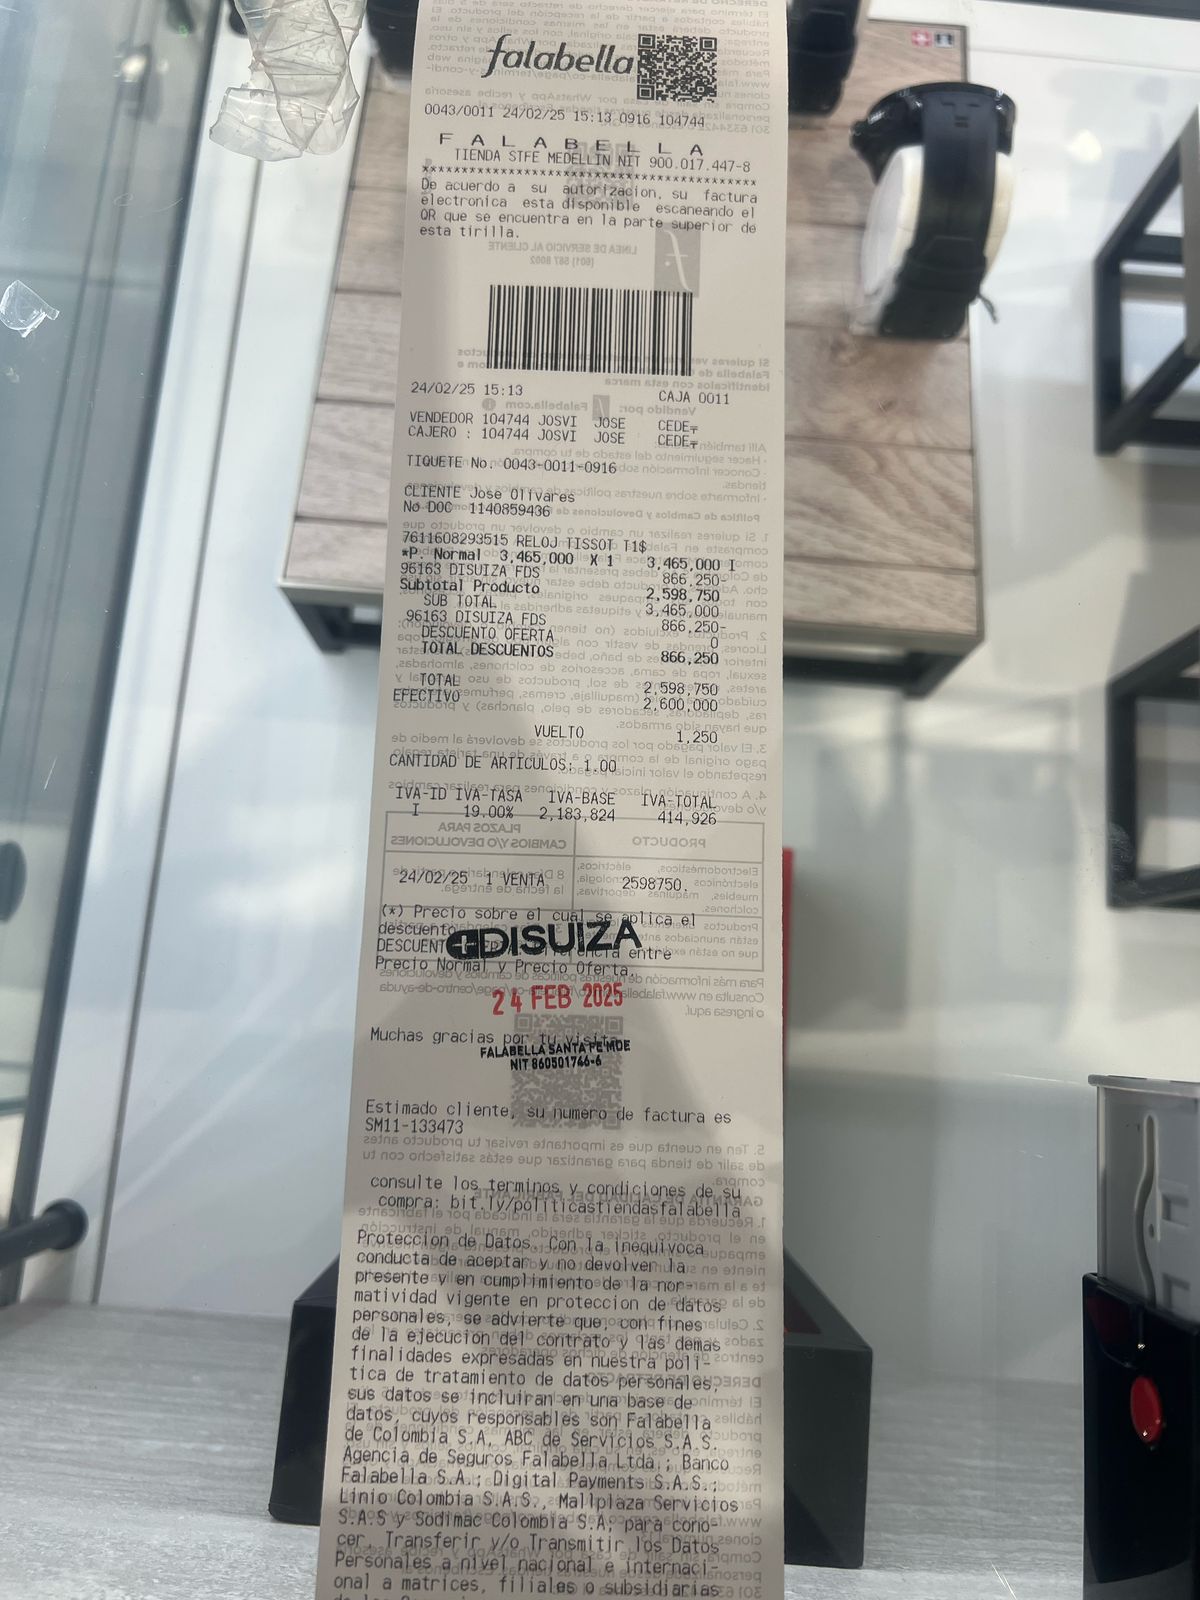 falabella
0043/0011 24/02/25 15:13 0916 104744
F A L A B E L L A
TIENDA STFE MEDELLIN NIT 900.017.447-8
De acuerdo a su autorizacion, su factura
electronica esta disponible escaneando el
QR que se encuentra en la parte superior de
esta tirilla.
24/02/25 15:13 CAJA 0011
VENDEDOR 104744 JOSVI JOSE CEDE
CAJERO : 104744 JOSVI JOSE CEDE
TIQUETE No. 0043-0011-0916
CLIENTE Jose Olivares
No DOC 1140859436
7611608293515 RELOJ TISSOT T1$
*P. Normal 3,465,000 X 1 3,465,000 I
96163 DISUIZA FDS 866,250-
Subtotal Producto 2,598,750
SUB TOTAL 3,465,000
96163 DISUIZA FDS 866,250-
DESCUENTO OFERTA 0
TOTAL DESCUENTOS 866,250
TOTAL 2,598,750
EFECTIVO 2,600,000
VUELTO 1,250
CANTIDAD DE ARTICULOS: 1.00
IVA-ID IVA-TASA IVA-BASE IVA-TOTAL
I 19.00% 2,183,824 414,926
24/02/25 1 VENTA 2598750.
(*) Precio sobre el cual se aplica el
descuento
DISUIZA
DESCUENT entre
Precio Normal y Precio Oferta.
24 FEB 2025
Muchas gracias por tu visita
FALABELLA SANTA FE MDE
NIT 860501746-6
Estimado cliente, su numero de factura es
SM11-133473
consulte los terminos y condiciones de su
compra: bit.ly/politicastiendasfalabella
Proteccion de Datos. Con la inequivoca
conducta de aceptar y no devolver la
presente y en cumplimiento de la nor-
matividad vigente en proteccion de datos
personales, se advierte que, con fines
de la ejecucion del contrato y las demas
finalidades expresadas en nuestra poli-
tica de tratamiento de datos personales,
sus datos se incluiran en una base de
datos, cuyos responsables son Falabella
de Colombia S.A, ABC de Servicios S.A.S.
Agencia de Seguros Falabella Ltda.; Banco
Falabella S.A.; Digital Payments S.A.S.;
Linio Colombia S.A.S., Mallplaza Servicios
S.A.S y Sodimac Colombia S.A; para cono-
cer, Transferir y/o Transmitir los Datos
Personales a nivel nacional e internaci-
onal a matrices, filiales o subsidiarias